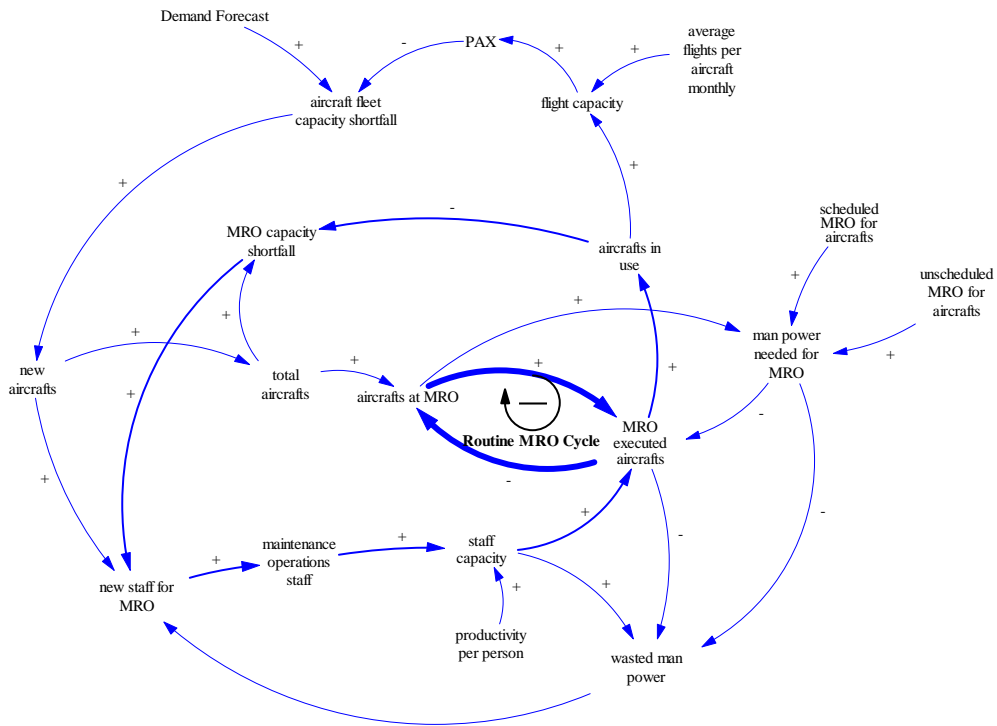 Demand Forecast
+
-
PAX
+
+
average
flights per
aircraft
monthly
aircraft fleet
capacity shortfall
flight capacity
+
+
-
MRO capacity
shortfall
aircrafts in
use
scheduled
MRO for
aircrafts
+
unscheduled
MRO for
aircrafts
+
+
+
+
new
aircrafts
total
aircrafts
+
aircrafts at MRO
+
+
man power
needed for
MRO
+
+
-
Routine MRO Cycle
MRO
executed
aircrafts
-
+
-
+
-
+
maintenance
operations
staff
+
staff
capacity
new staff for
MRO
+
+
productivity
per person
wasted man
power